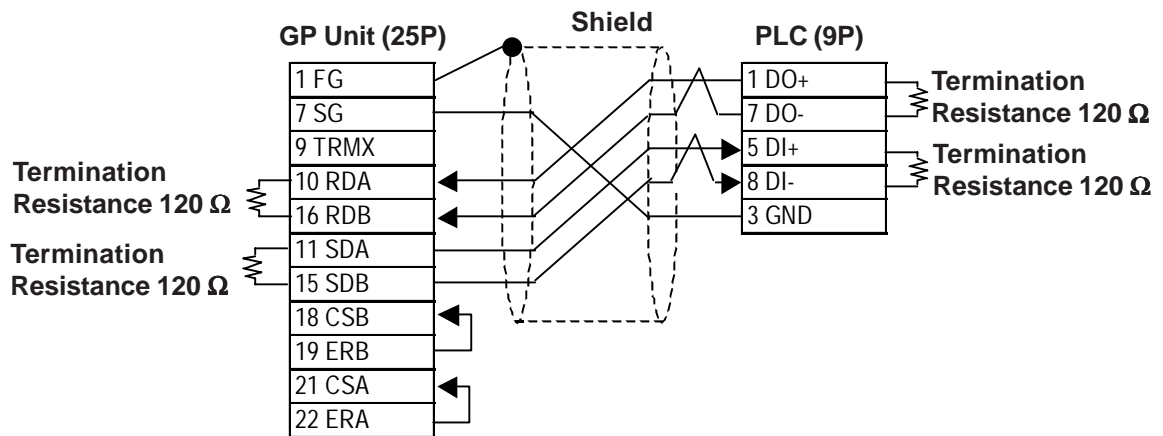 Shield
GP Unit (25P)
PLC (9P)
1 FG
7 SG
9 TRMX
10 RDA
16 RDB
11 SDA
15 SDB
18 CSB
19 ERB
21 CSA
22 ERA
Termination
Resistance 120 Ω
Termination
Resistance 120 Ω
1 DO+
7 DO-
5 DI+
8 DI-
3 GND
Termination
Resistance 120 Ω
Termination
Resistance 120 Ω